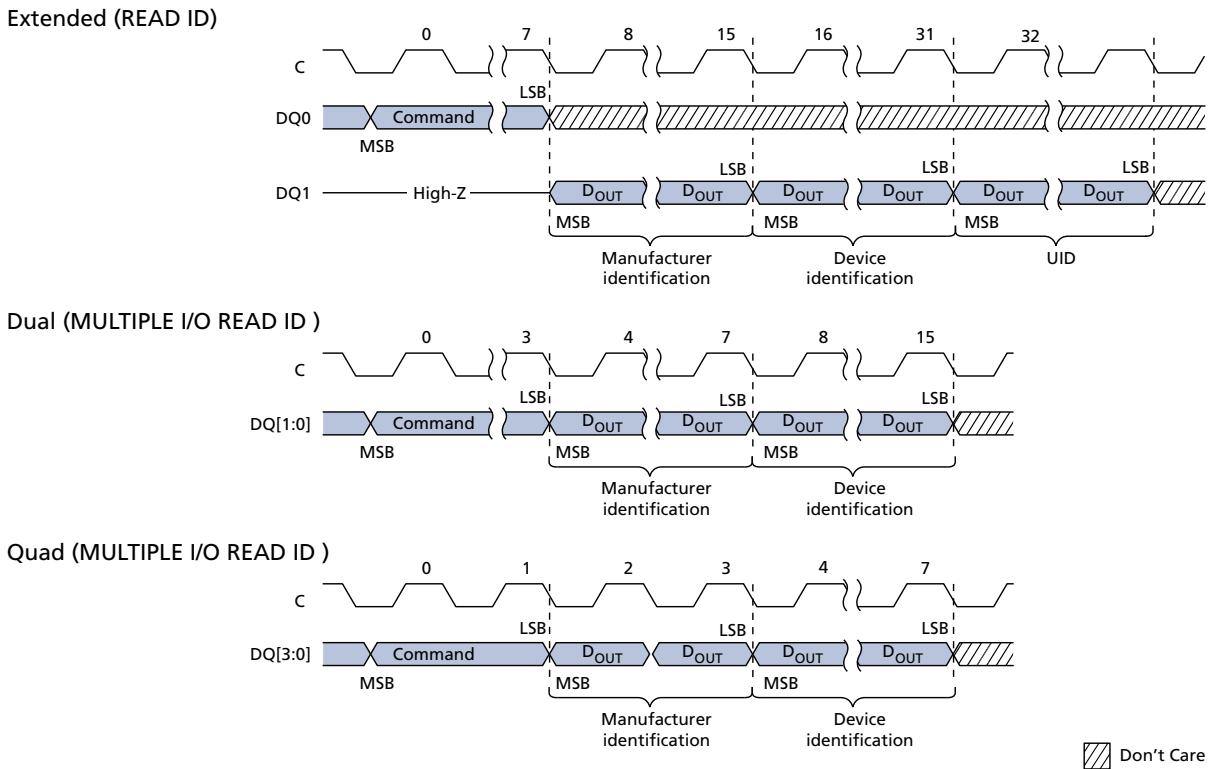 Extended (READ ID)
0 7 8 15 16 31 32
C
LSB
DQ0 Command
MSB
LSB LSB LSB
DQ1 High-Z DOUT DOUT DOUT DOUT DOUT DOUT
MSB MSB MSB
Manufacturer identification Device identification UID
Dual (MULTIPLE I/O READ ID )
0 3 4 7 8 15
C
LSB LSB LSB
DQ[1:0] Command DOUT DOUT DOUT DOUT
MSB MSB MSB
Manufacturer identification Device identification
Quad (MULTIPLE I/O READ ID )
0 1 2 3 4 7
C
LSB LSB LSB
DQ[3:0] Command DOUT DOUT DOUT DOUT
MSB MSB MSB
Manufacturer identification Device identification
Don't Care